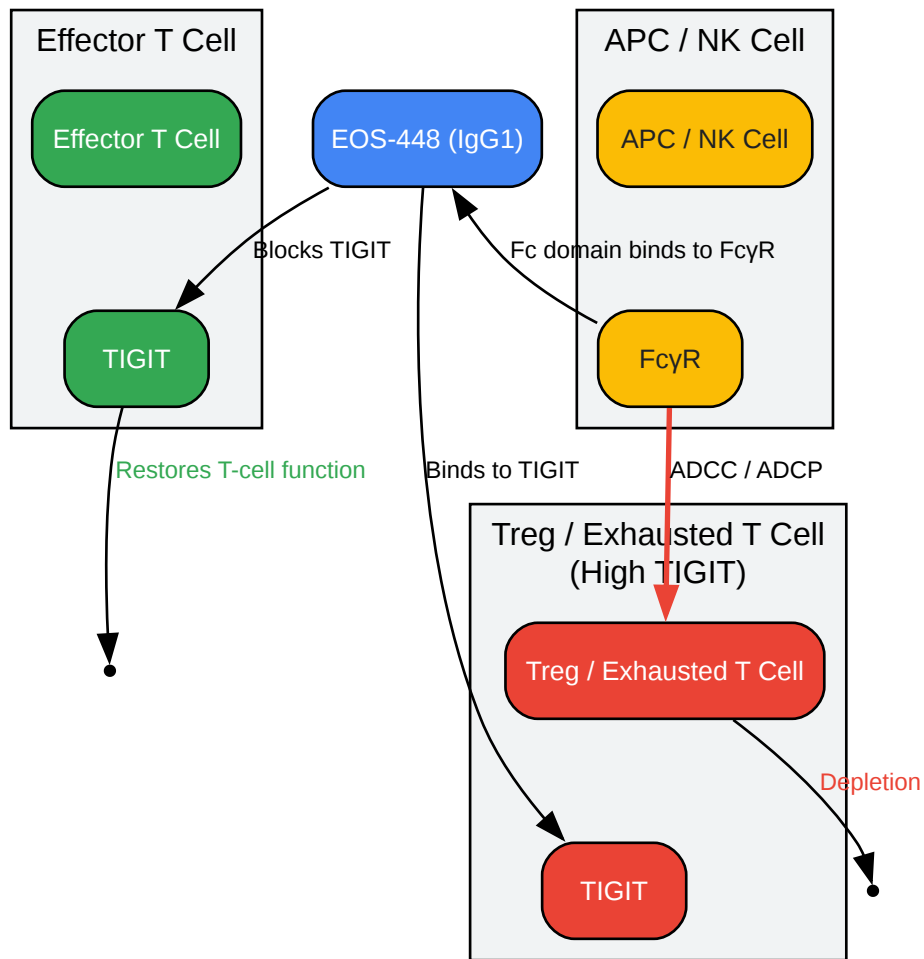 Effector T Cell
APC / NK Cell
Effector T Cell
EOS-448 (IgG1)
APC / NK Cell
Blocks TIGIT
Fc domain binds to FcγR
TIGIT
FcγR
Restores T-cell function
Binds to TIGIT
ADCC / ADCP
Treg / Exhausted T Cell
(High TIGIT)
Treg / Exhausted T Cell
Depletion
TIGIT